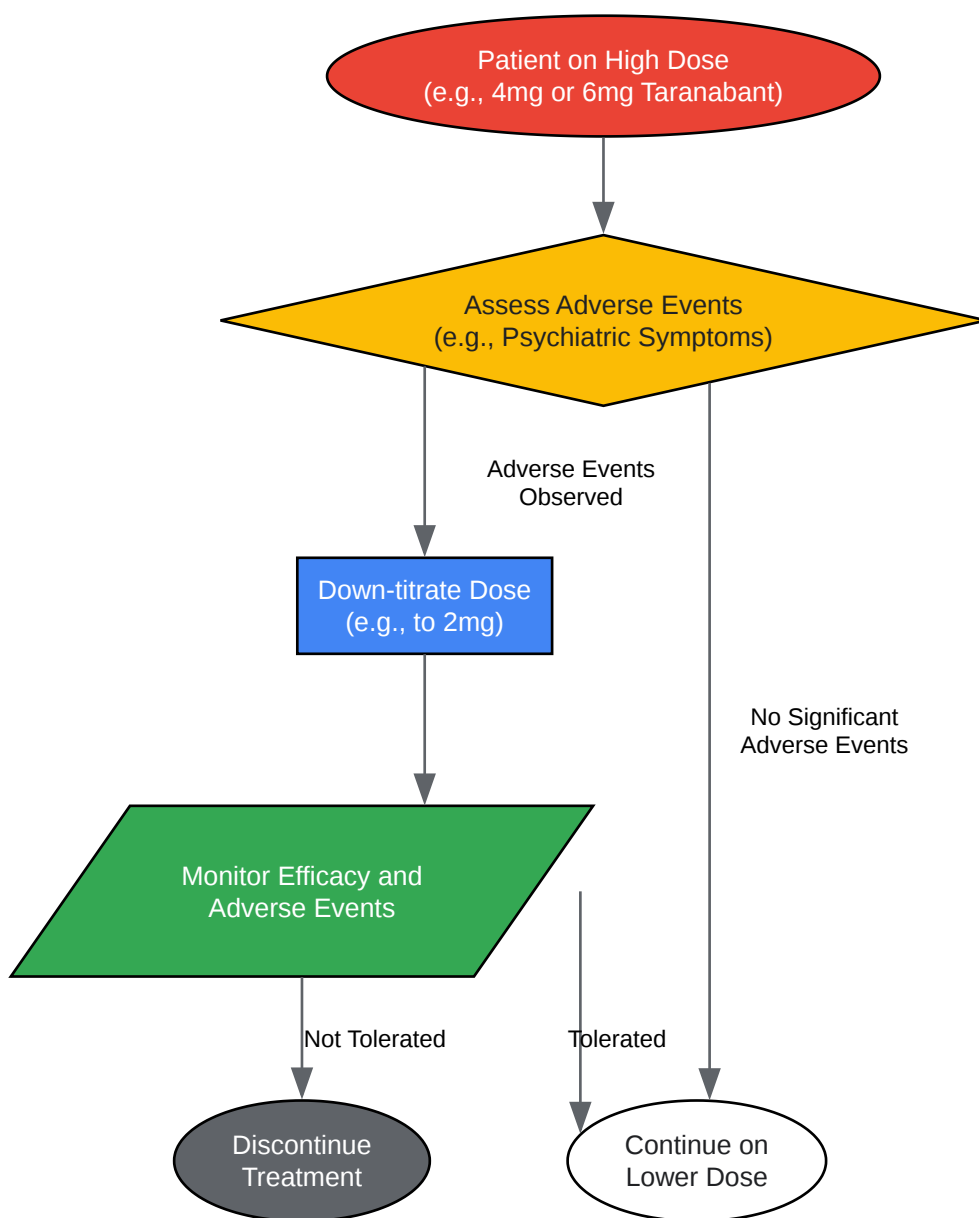 Patient on High Dose
(e.g., 4mg or 6mg Taranabant)
Assess Adverse Events
(e.g., Psychiatric Symptoms)
Adverse Events
Observed
Down-titrate Dose
(e.g., to 2mg)
No Significant
Adverse Events
Monitor Efficacy and
Adverse Events
Not Tolerated
Tolerated
Discontinue
Treatment
Continue on
Lower Dose